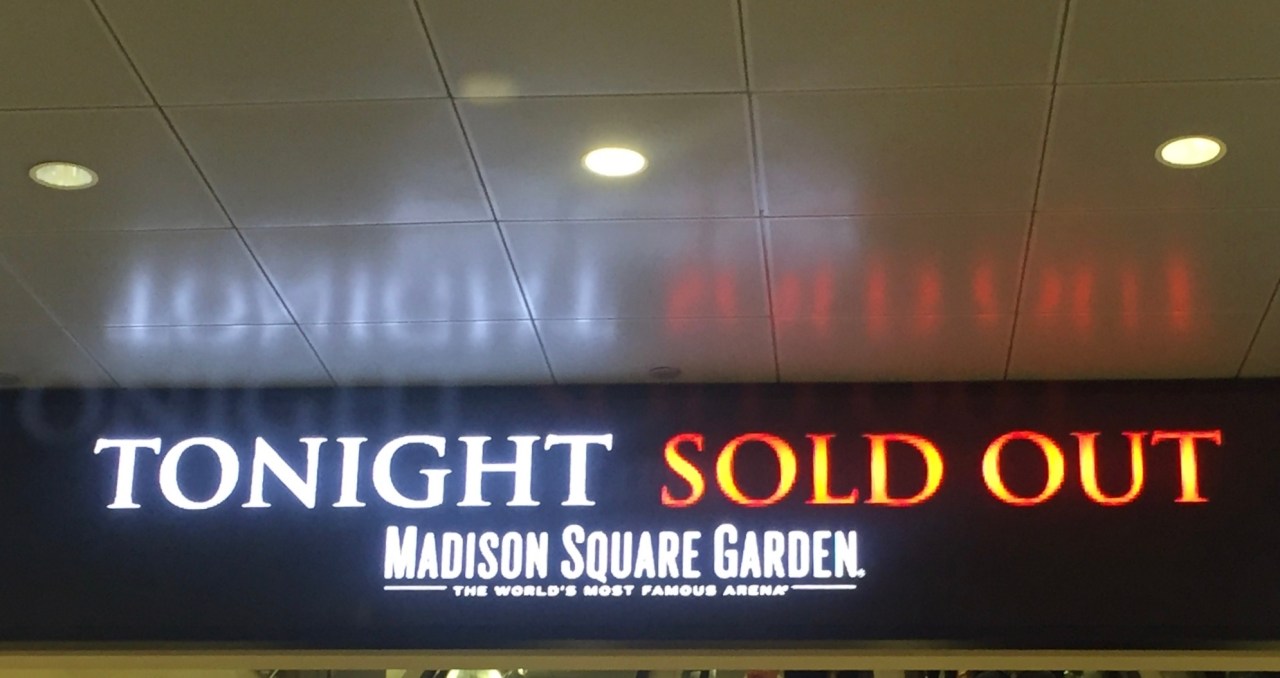 TONIGHT SOLD OUT
MADISON SQUARE GARDEN®
THE WORLD'S MOST FAMOUS ARENA®